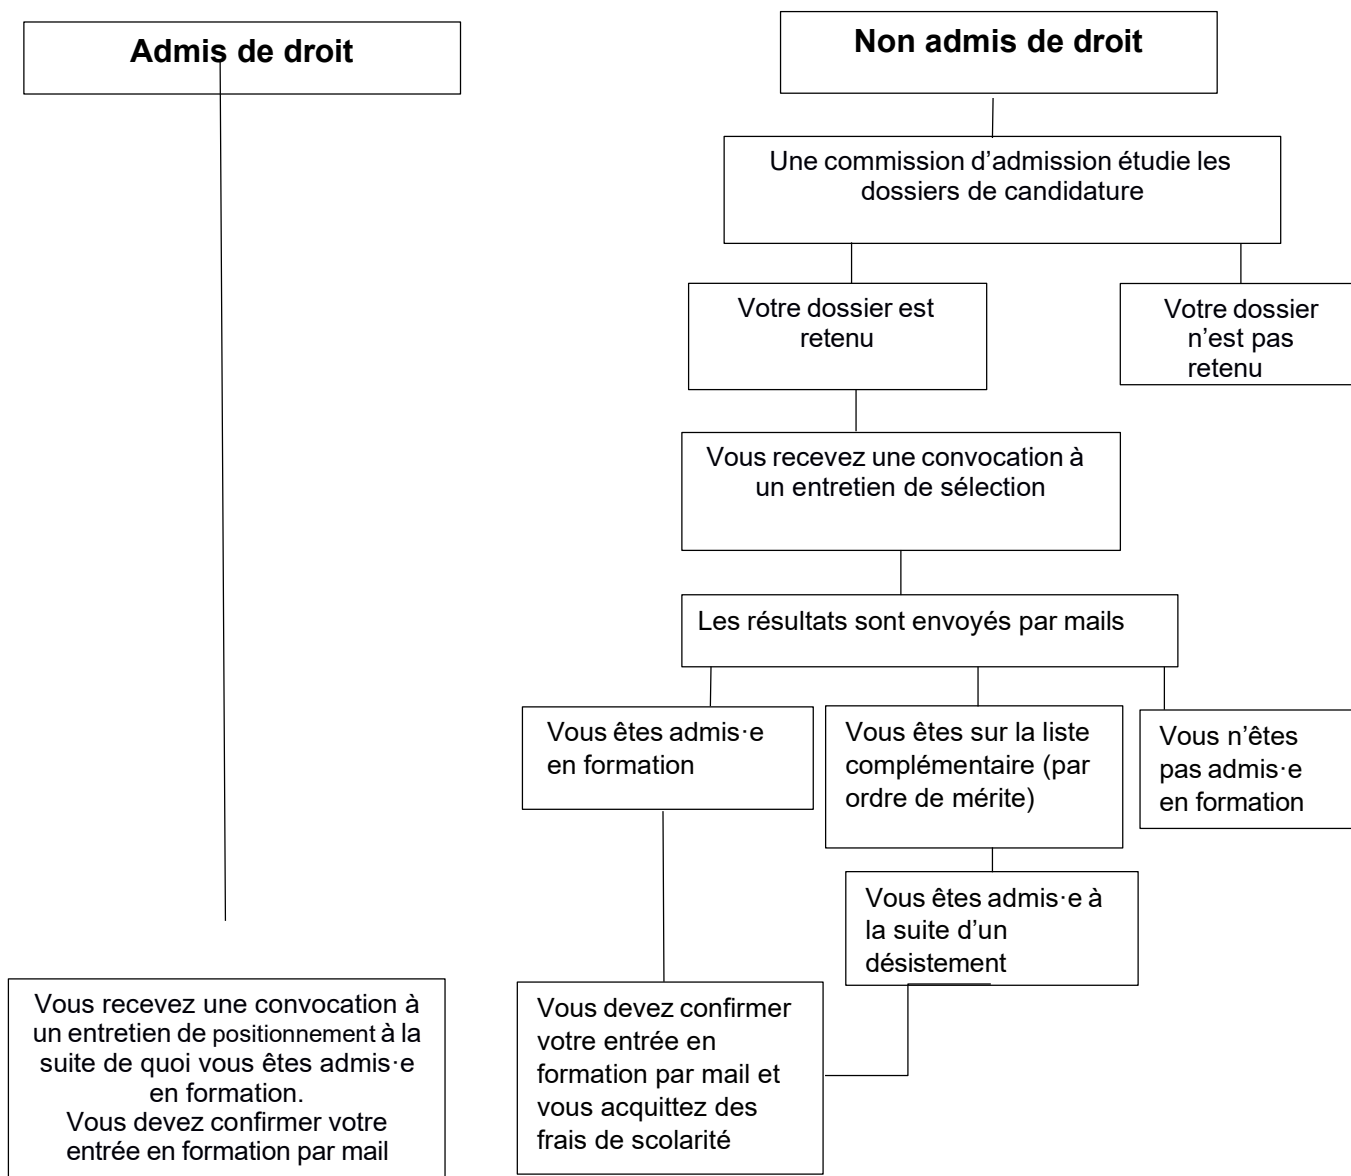 Admis de droit
Non admis de droit
Une commission d’admission étudie les
dossiers de candidature
Votre dossier est
retenu
Votre dossier
n’est pas
retenu
Vous recevez une convocation à
un entretien de sélection
Les résultats sont envoyés par mails
Vous êtes admis·e
en formation
Vous êtes sur la liste
complémentaire (par
ordre de mérite)
Vous n’êtes
pas admis·e
en formation
Vous êtes admis·e à
la suite d’un
désistement
Vous recevez une convocation à
un entretien de positionnement à la
suite de quoi vous êtes admis·e
en formation.
Vous devez confirmer votre
entrée en formation par mail
Vous devez confirmer
votre entrée en
formation par mail et
vous acquittez des
frais de scolarité